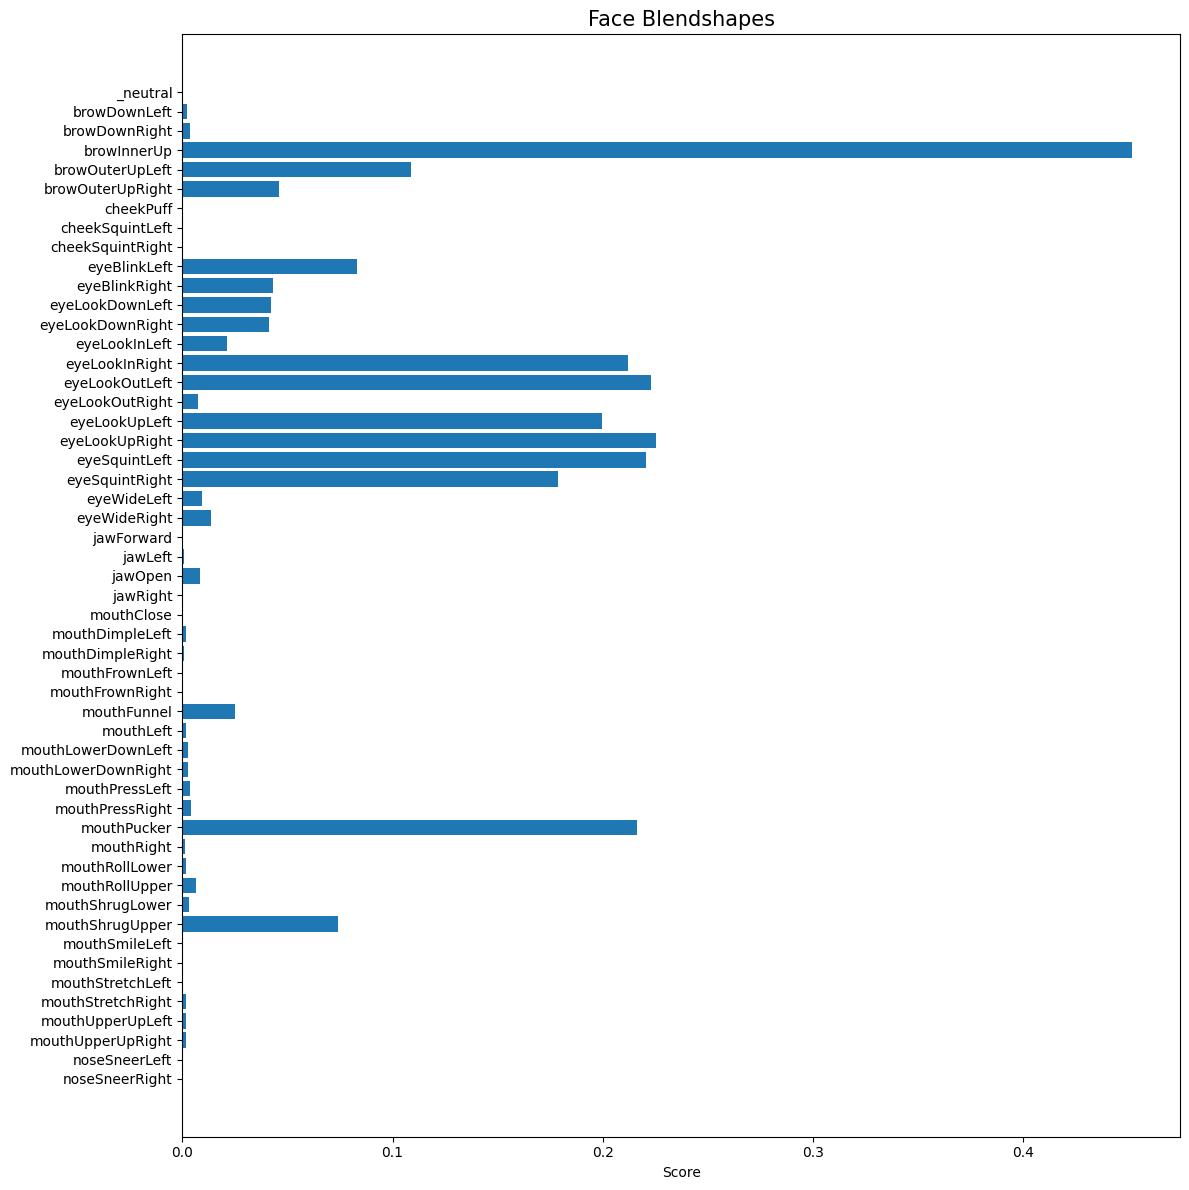 Face Blendshapes
_neutral
browDownLeft
browDownRight
browInnerUp
browOuterUpLeft
browOuterUpRight
cheekPuff
cheekSquintLeft
cheekSquintRight
eyeBlinkLeft
eyeBlinkRight
eyeLookDownLeft
eyeLookDownRight
eyeLookInLeft
eyeLookInRight
eyeLookOutLeft
eyeLookOutRight
eyeLookUpLeft
eyeLookUpRight
eyeSquintLeft
eyeSquintRight
eyeWideLeft
eyeWideRight
jawForward
jawLeft
jawOpen
jawRight
mouthClose
mouthDimpleLeft
mouthDimpleRight
mouthFrownLeft
mouthFrownRight
mouthFunnel
mouthLeft
mouthLowerDownLeft
mouthLowerDownRight
mouthPressLeft
mouthPressRight
mouthPucker
mouthRight
mouthRollLower
mouthRollUpper
mouthShrugLower
mouthShrugUpper
mouthSmileLeft
mouthSmileRight
mouthStretchLeft
mouthStretchRight
mouthUpperUpLeft
mouthUpperUpRight
noseSneerLeft
noseSneerRight
0.0 0.1 0.2 0.3 0.4
Score